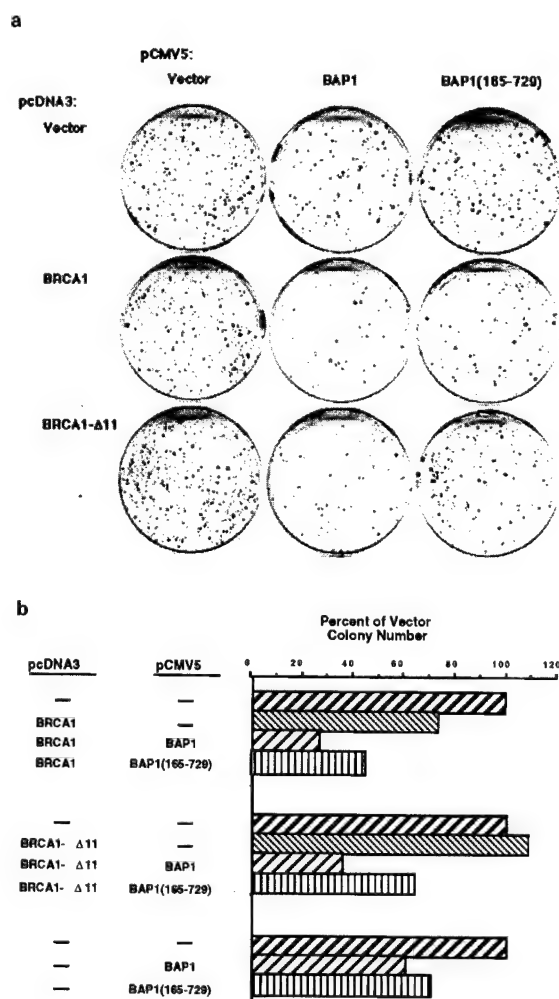 a
pCMV5:
Vector BAP1 BAP1(165-729)
pcDNA3:
Vector
BRCA1
BRCA1-Δ11
b
Percent of Vector
Colony Number
pcDNA3 pCMV5
0 20 40 60 80 100 120
— —
BRCA1 —
BRCA1 BAP1
BRCA1 BAP1(165-729)
— —
BRCA1- Δ11 —
BRCA1- Δ11 BAP1
BRCA1- Δ11 BAP1(165-729)
— —
— BAP1
— BAP1(165-729)